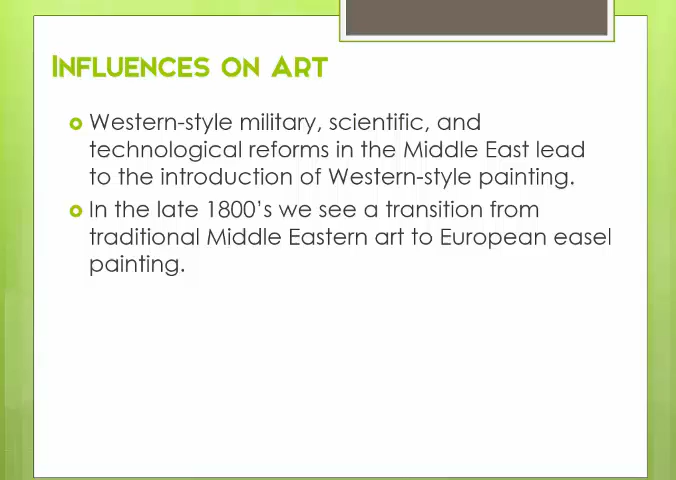 Influences on Art
Western-style military, scientific, and
technological reforms in the Middle East lead
to the introduction of Western-style painting.
In the late 1800's we see a transition from
traditional Middle Eastern art to European easel
painting.